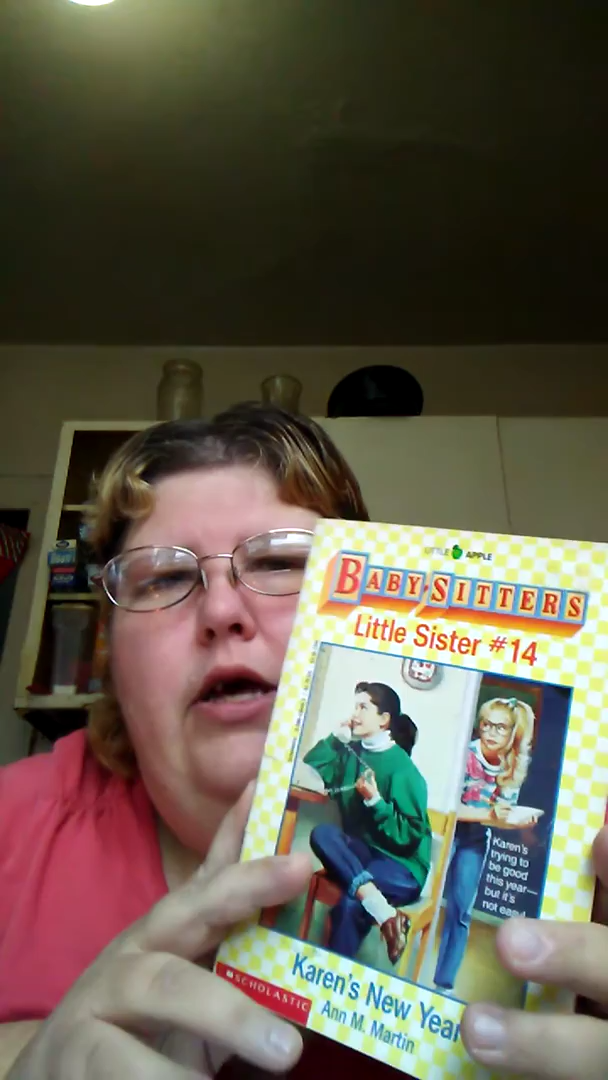 LITTLE APPLE
BABY-SITTERS
Little Sister #14
Karen's
trying to
be good
this year—
but it's
not easy!
Karen's New Year
Ann M. Martin
SCHOLASTIC